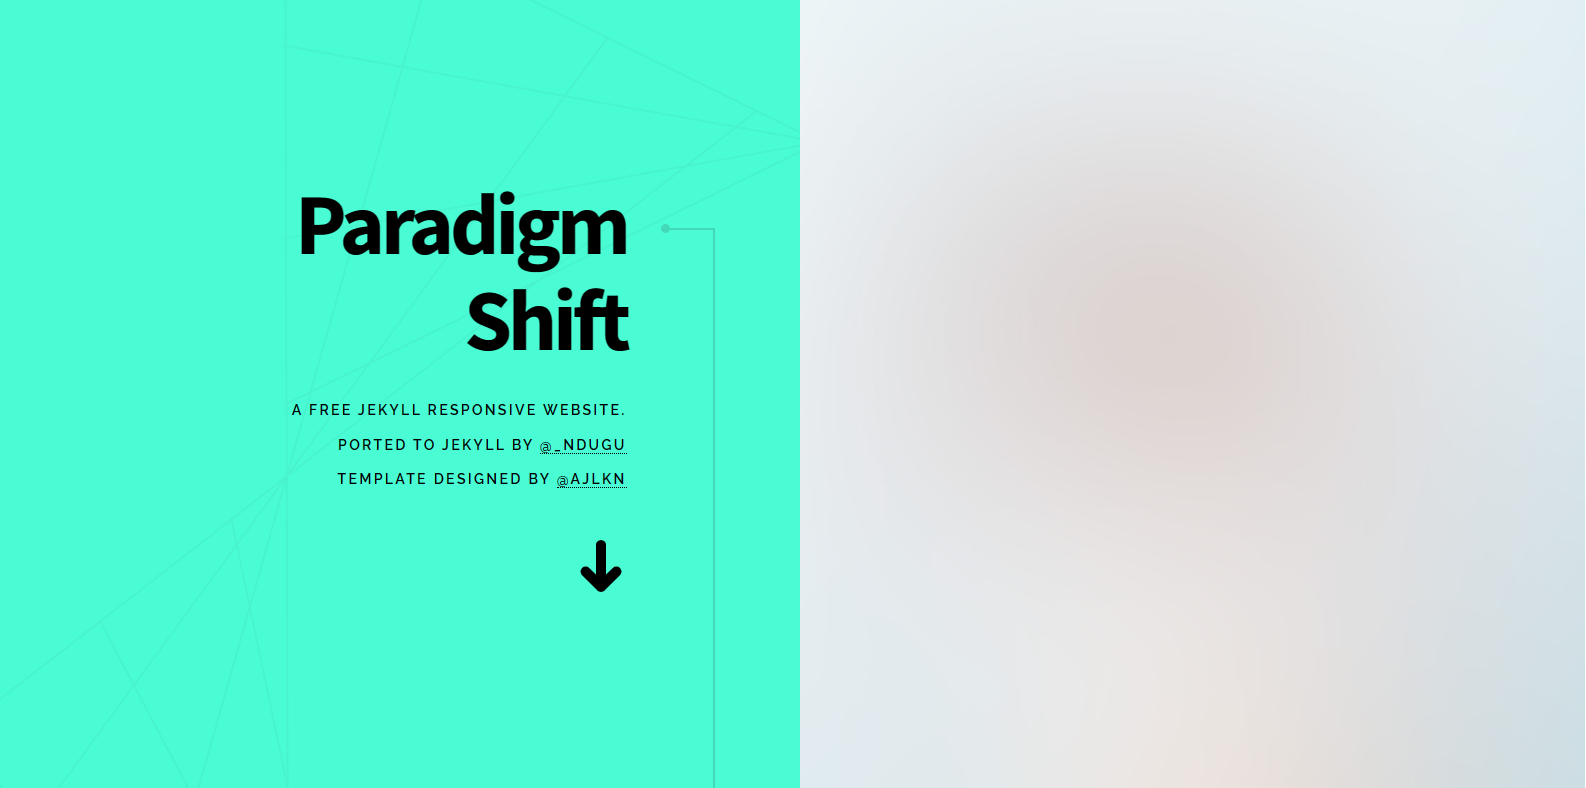 Paradigm
Shift
A FREE JEKYLL RESPONSIVE WEBSITE.
PORTED TO JEKYLL BY @_NDUGU
TEMPLATE DESIGNED BY @AJLKN